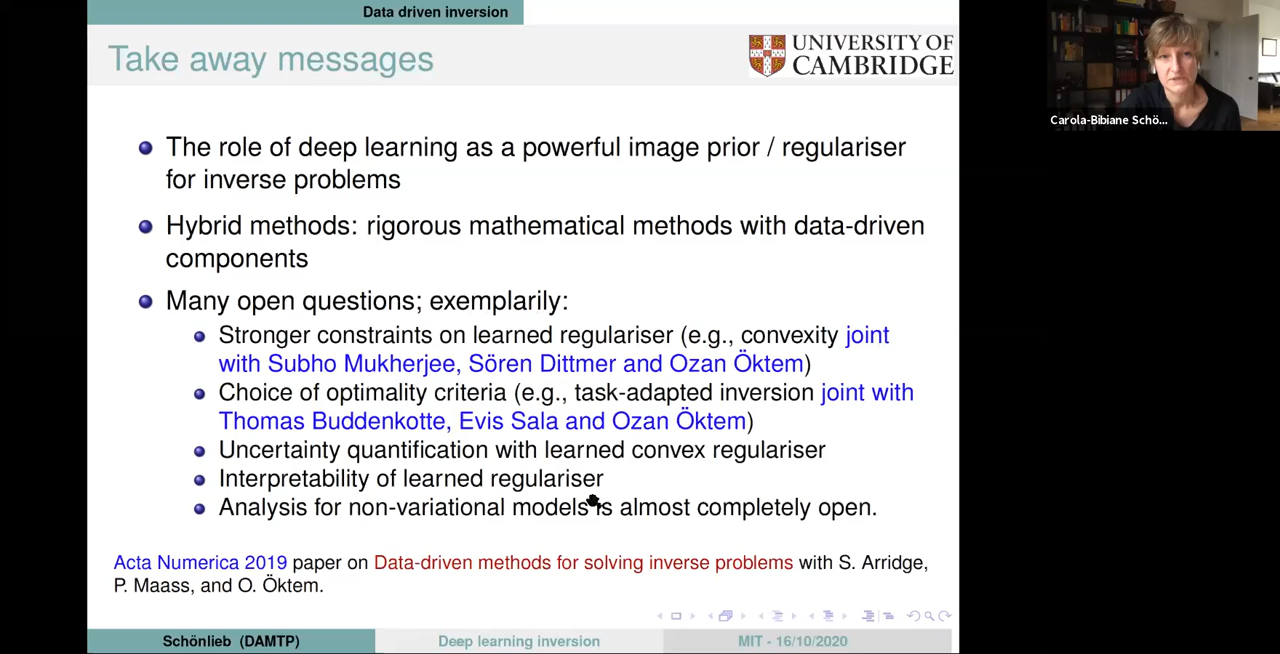 Data driven inversion
Take away messages
UNIVERSITY OF
CAMBRIDGE
Carola-Bibiane Schö...
The role of deep learning as a powerful image prior / regulariser
for inverse problems
Hybrid methods: rigorous mathematical methods with data-driven
components
Many open questions; exemplarily:
Stronger constraints on learned regulariser (e.g., convexity joint
with Subho Mukherjee, Sören Dittmer and Ozan Öktem)
Choice of optimality criteria (e.g., task-adapted inversion joint with
Thomas Buddenkotte, Evis Sala and Ozan Öktem)
Uncertainty quantification with learned convex regulariser
Interpretability of learned regulariser
Analysis for non-variational models is almost completely open.
Acta Numerica 2019 paper on Data-driven methods for solving inverse problems with S. Arridge,
P. Maass, and O. Öktem.
Schönlieb (DAMTP)
Deep learning inversion
MIT - 16/10/2020